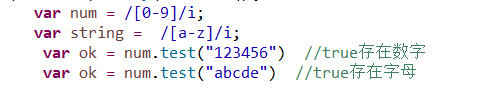 var num = /[0-9]/i;
var string =  /[a-z]/i;
var ok = num.test("123456")  //true存在数字
var ok = num.test("abcde")  //true存在字母